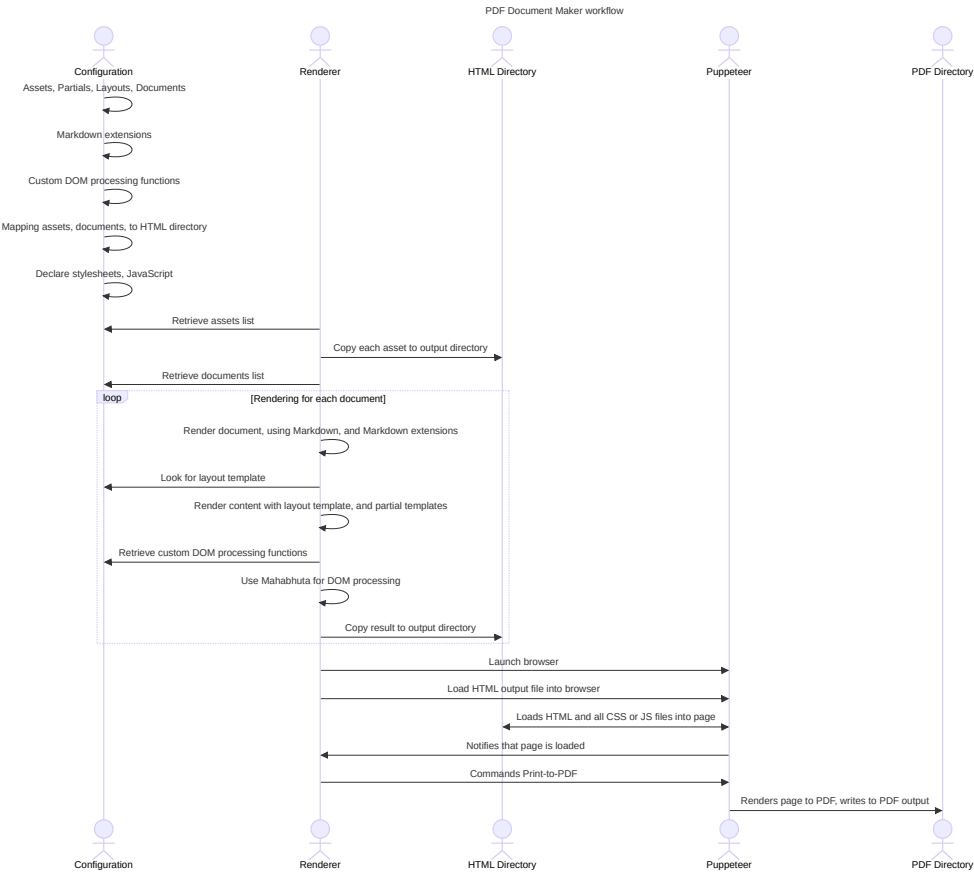 PDF Document Maker workflow
Configuration
Renderer
HTML Directory
Puppeteer
PDF Directory
Assets, Partials, Layouts, Documents
Markdown extensions
Custom DOM processing functions
Mapping assets, documents, to HTML directory
Declare stylesheets, JavaScript
Retrieve assets list
Copy each asset to output directory
Retrieve documents list
loop
[Rendering for each document]
Render document, using Markdown, and Markdown extensions
Look for layout template
Render content with layout template, and partial templates
Retrieve custom DOM processing functions
Use Mahabhuta for DOM processing
Copy result to output directory
Launch browser
Load HTML output file into browser
Loads HTML and all CSS or JS files into page
Notifies that page is loaded
Commands Print-to-PDF
Renders page to PDF, writes to PDF output
Configuration
Renderer
HTML Directory
Puppeteer
PDF Directory